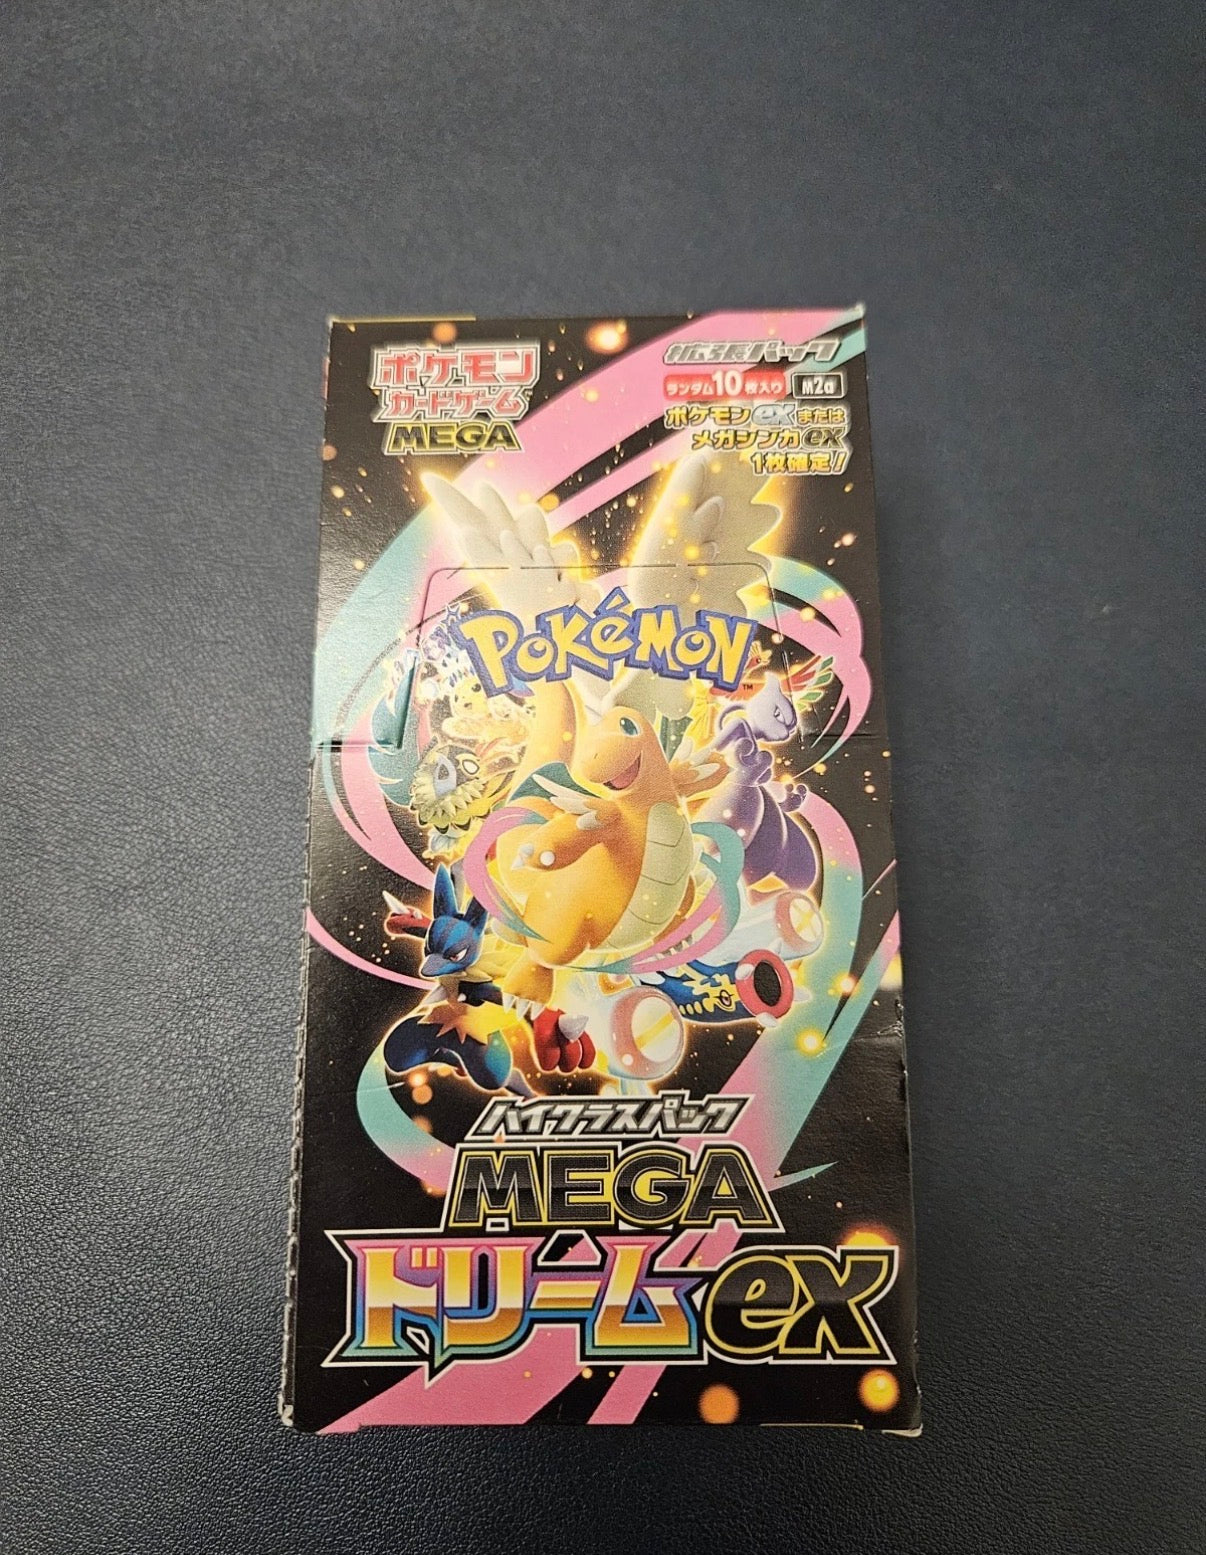 ポケモン
カードゲーム
MEGA
拡張パック
ランダム10枚入り M2a
ポケモンexまたは
メガシンカex
1枚確定!
POKéMON
TM
ハイクラスパック
MEGA
ドリームex